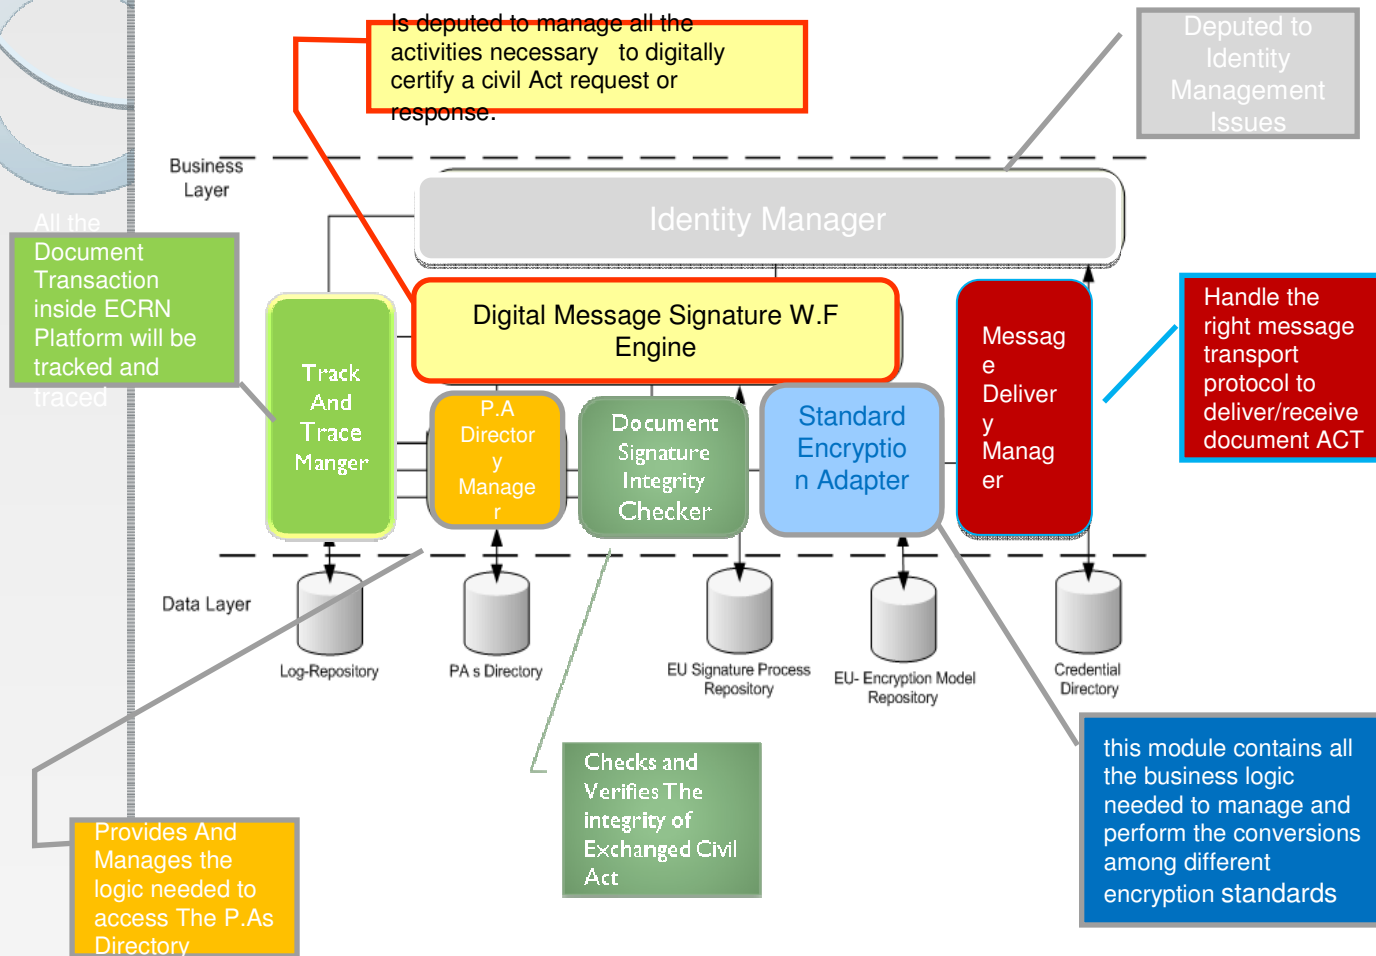 Is deputed to manage all the
activities necessary   to digitally
certify a civil Act request or
response.
Deputed to
Identity
Management
Issues
Business
Layer
Identity Manager
All the
Document
Transaction
inside ECRN
Platform will be
tracked and
traced
Digital Message Signature W.F
Engine
Track
And
Trace
Manger
P.A
Director
y
Manage
r
Document
Signature
Integrity
Checker
Standard
Encryptio
n Adapter
Messag
e
Deliver
y
Manag
er
Handle the
right message
transport
protocol to
deliver/receive
document ACT
Data Layer
Log-Repository
PA s Directory
EU Signature Process
Repository
EU- Encryption Model
Repository
Credential
Directory
Checks and
Verifies The
integrity of
Exchanged Civil
Act
this module contains all
the business logic
needed to manage and
perform the conversions
among different
encryption standards
Provides And
Manages the
logic needed to
access The P.As
Directory